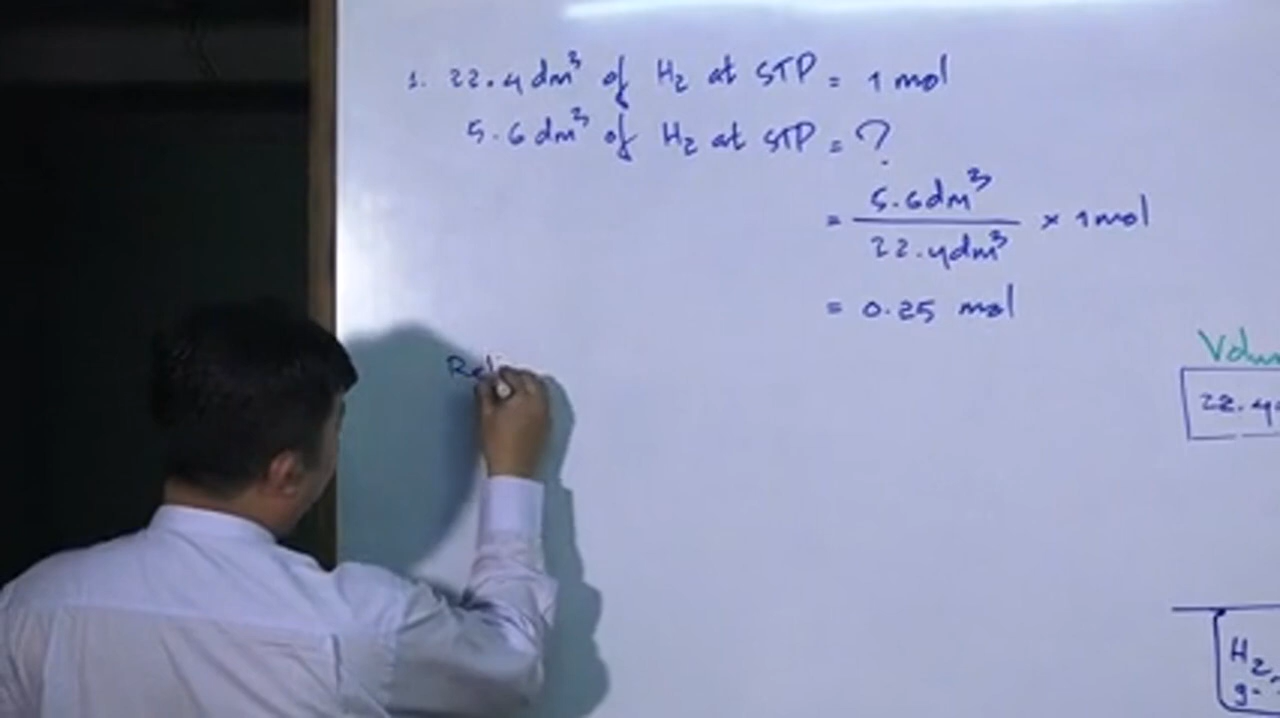 1. 22.4 dm³ of H₂ at STP = 1 mol
5.6 dm³ of H₂ at STP = ?
= 5.6 dm³
22.4 dm³ × 1 mol
= 0.25 mol
Rel
Volum
22.4
H₂
g